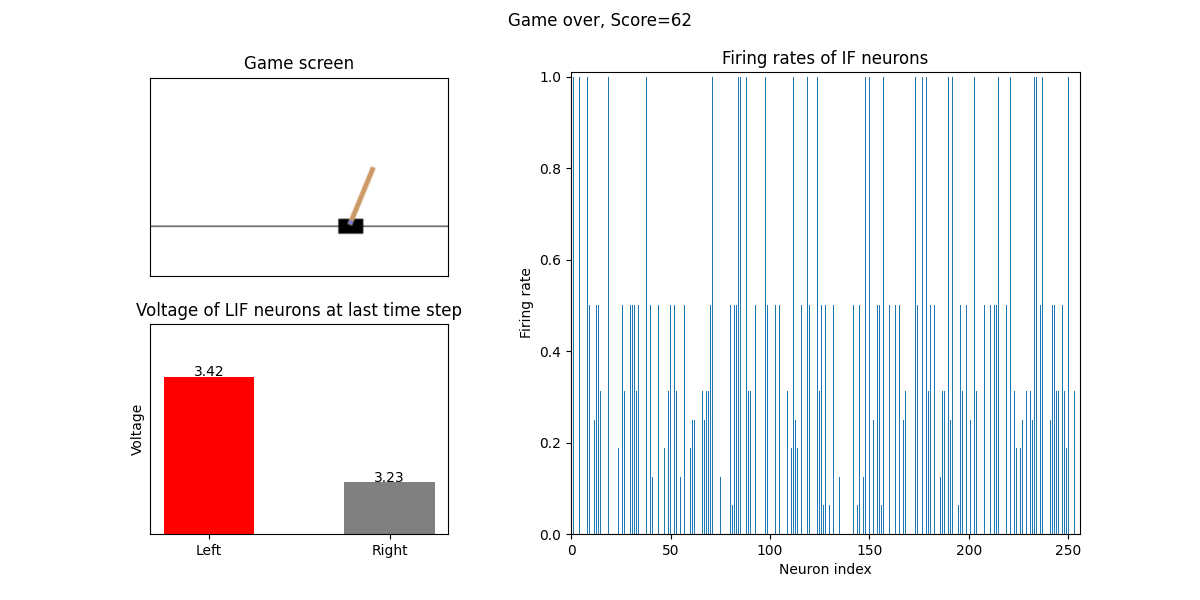 Game over, Score=62
Game screen
Voltage of LIF neurons at last time step
Voltage
3.42
3.23
Left
Right
Firing rates of IF neurons
Firing rate
1.0
0.8
0.6
0.4
0.2
0.0
0
50
100
150
200
250
Neuron index